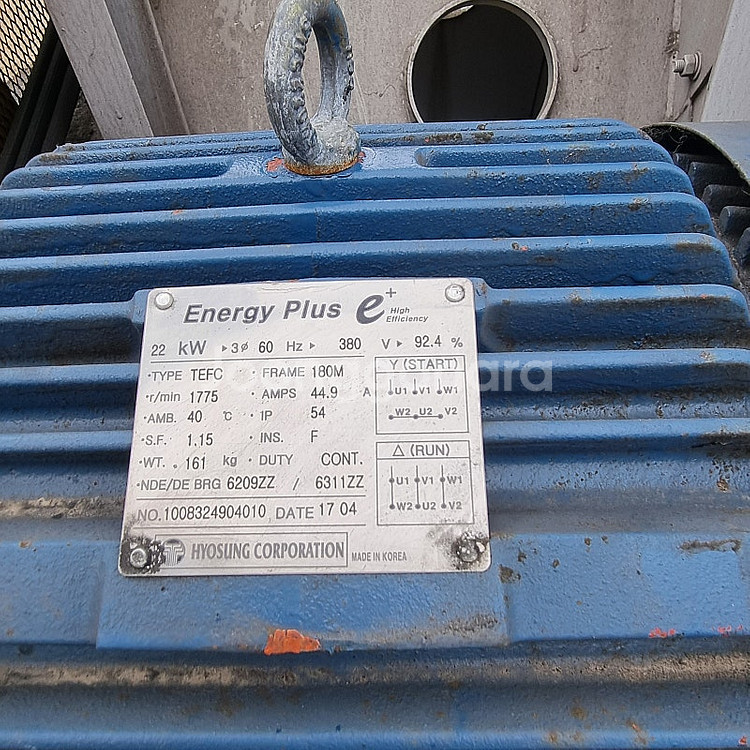 Energy Plus e+ High Efficiency
22 kW ▸3ø 60 Hz▸ 380 V▸ 92.4 %
·TYPE TEFC ·FRAME 180M
·r/min 1775 ·AMPS 44.9 A
·AMB. 40 ℃ ·IP 54
·S.F. 1.15 ·INS. F
·WT. 161 kg ·DUTY CONT.
·NDE/DE BRG 6209ZZ / 6311ZZ
NO.1008324904010 DATE 17 04
Y (START)
U1 V1 W1
W2 U2 V2
△ (RUN)
U1 V1 W1
W2 U2 V2
HYOSUNG CORPORATION MADE IN KOREA